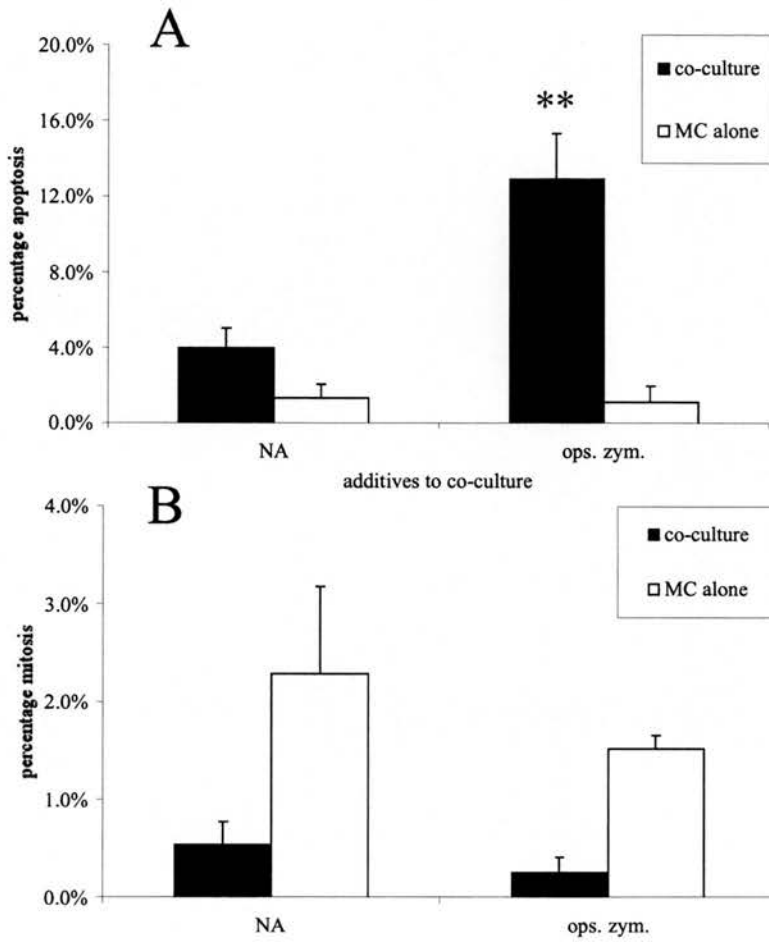 A
20.0%
16.0%
12.0%
8.0%
4.0%
0.0%
percentage apoptosis
**
co-culture
MC alone
NA
ops. zym.
additives to co-culture
B
4.0%
3.0%
2.0%
1.0%
0.0%
percentage mitosis
co-culture
MC alone
NA
ops. zym.